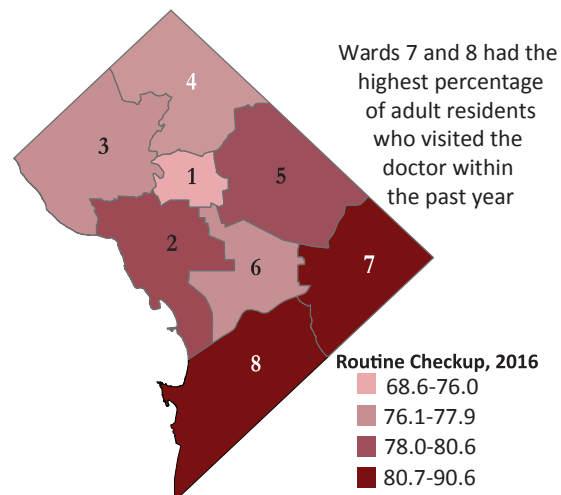 Wards 7 and 8 had the
highest percentage
of adult residents
who visited the
doctor within
the past year
4
3
1
5
2
6
7
8
Routine Checkup, 2016
68.6-76.0
76.1-77.9
78.0-80.6
80.7-90.6